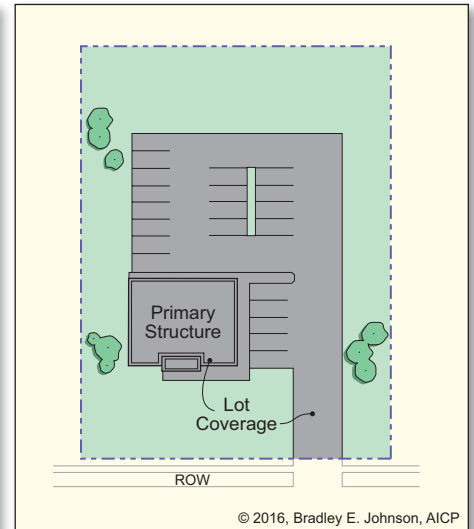 Primary
Structure
Lot
Coverage
ROW
© 2016, Bradley E. Johnson, AICP